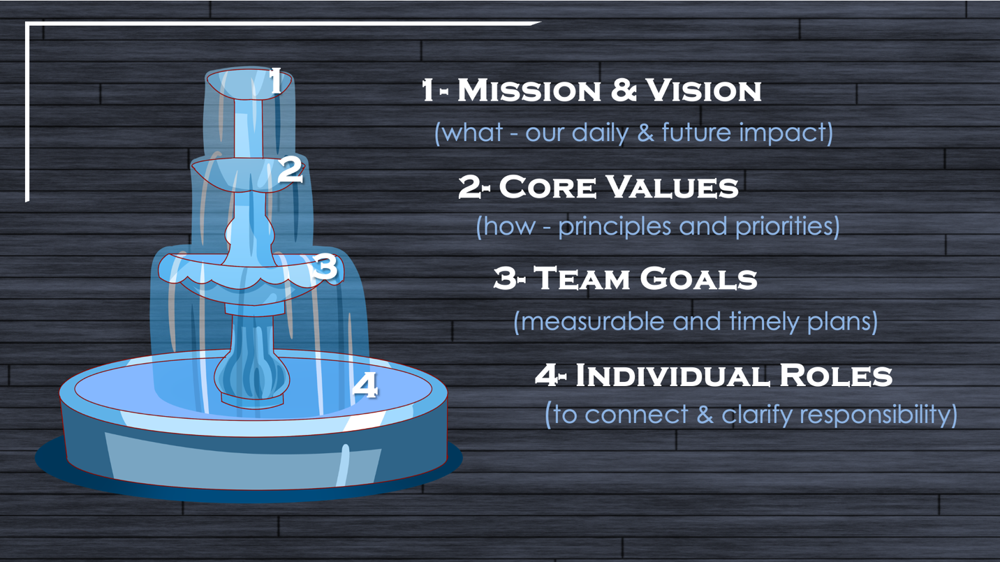 1
2
3
4
1- Mission & Vision
(what - our daily & future impact)
2- Core Values
(how - principles and priorities)
3- Team Goals
(measurable and timely plans)
4- Individual Roles
(to connect & clarify responsibility)